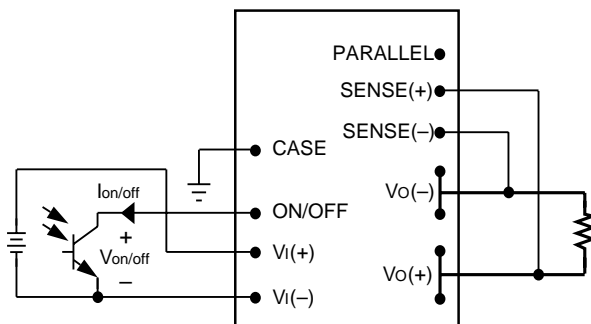 PARALLEL
SENSE(+)
SENSE(–)
CASE
Ion/off
ON/OFF
+
Von/off
–
VI(+)
VI(–)
VO(–)
VO(+)